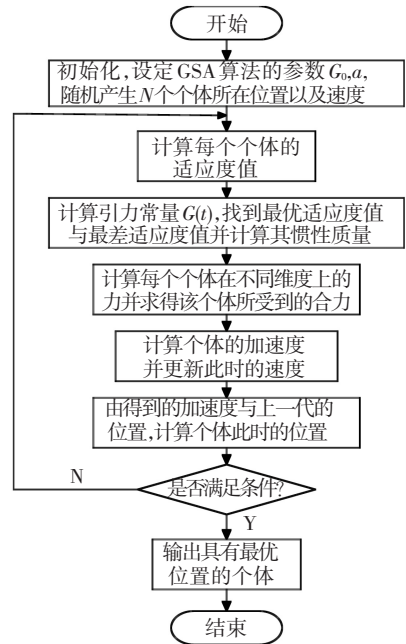 开始
初始化,设定GSA算法的参数G₀,a,
随机产生N个个体所在位置以及速度
计算每个个体的
适应度值
计算引力常量G(t),找到最优适应度值
与最差适应度值并计算其惯性质量
计算每个个体在不同维度上的
力并求得该个体所受到的合力
计算个体的加速度
并更新此时的速度
由得到的加速度与上一代的
位置,计算个体此时的位置
N
是否满足条件?
Y
输出具有最优
位置的个体
结束